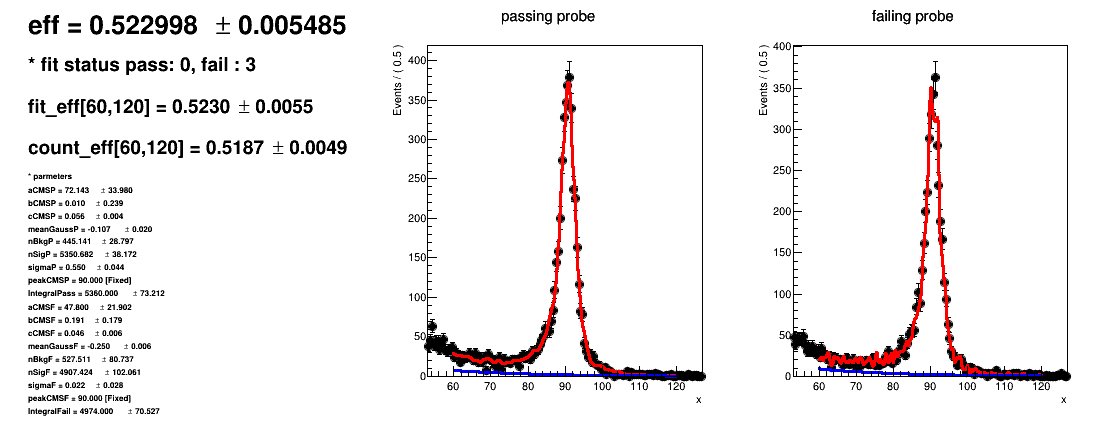 eff = 0.522998 ± 0.005485
* fit status pass: 0, fail : 3
fit_eff[60,120] = 0.5230 ± 0.0055
count_eff[60,120] = 0.5187 ± 0.0049
* parmeters
aCMSP = 72.143 ± 33.980
bCMSP = 0.010 ± 0.239
cCMSP = 0.056 ± 0.004
meanGaussP = -0.107 ± 0.020
nBkgP = 445.141 ± 28.797
nSigP = 5350.682 ± 38.172
sigmaP = 0.550 ± 0.044
peakCMSP = 90.000 [Fixed]
IntegralPass = 5360.000 ± 73.212
aCMSF = 47.800 ± 21.902
bCMSF = 0.191 ± 0.179
cCMSF = 0.046 ± 0.006
meanGaussF = -0.250 ± 0.006
nBkgF = 527.511 ± 80.737
nSigF = 4907.424 ± 102.061
sigmaF = 0.022 ± 0.028
peakCMSF = 90.000 [Fixed]
IntegralFail = 4974.000 ± 70.527
passing probe
Events / ( 0.5 )
400
350
300
250
200
150
100
50
0
60 70 80 90 100 110 120
x
failing probe
Events / ( 0.5 )
400
350
300
250
200
150
100
50
0
60 70 80 90 100 110 120
x